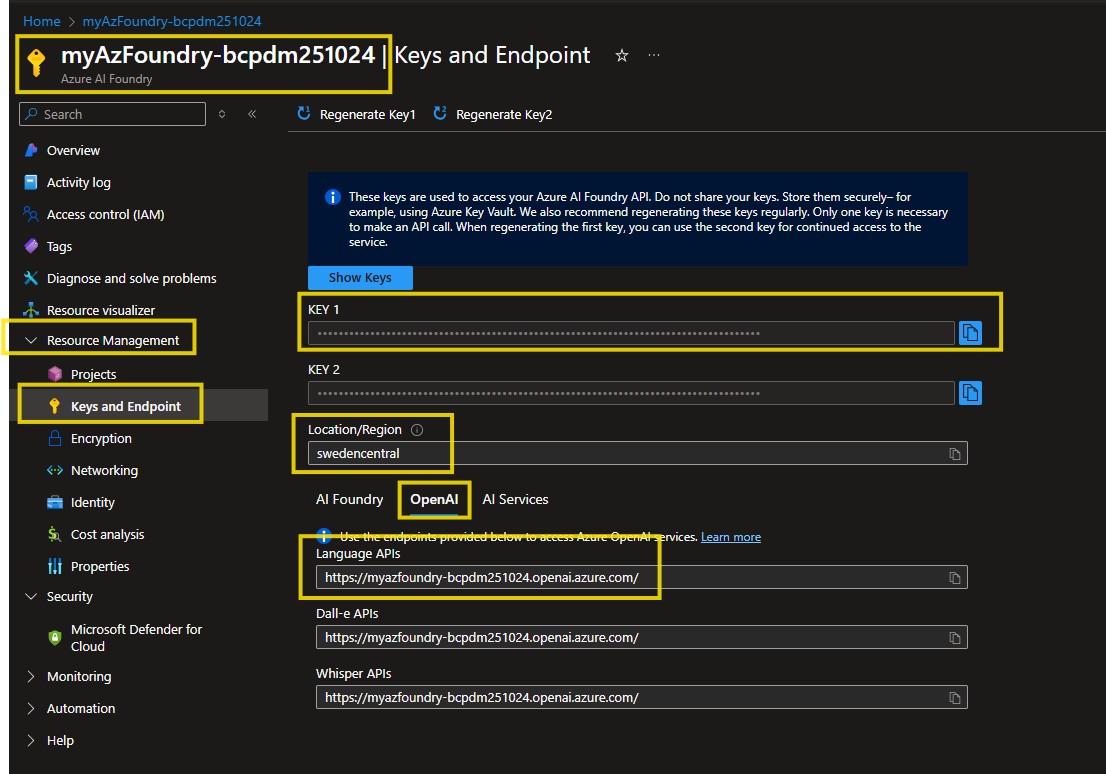 Home > myAzFoundry-bcpdm251024
myAzFoundry-bcpdm251024 | Keys and Endpoint ☆ ...
Azure AI Foundry
Search
Regenerate Key1 Regenerate Key2
Overview
Activity log
Access control (IAM)
Tags
Diagnose and solve problems
Resource visualizer
Resource Management
Projects
Keys and Endpoint
Encryption
Networking
Identity
Cost analysis
Properties
Security
Microsoft Defender for
Cloud
Monitoring
Automation
Help
These keys are used to access your Azure AI Foundry API. Do not share your keys. Store them securely– for
example, using Azure Key Vault. We also recommend regenerating these keys regularly. Only one key is necessary
to make an API call. When regenerating the first key, you can use the second key for continued access to the
service.
Show Keys
KEY 1
KEY 2
Location/Region
swedencentral
AI Foundry OpenAI AI Services
Use the endpoints provided below to access Azure OpenAI services. Learn more
Language APIs
https://myazfoundry-bcpdm251024.openai.azure.com/
Dall-e APIs
https://myazfoundry-bcpdm251024.openai.azure.com/
Whisper APIs
https://myazfoundry-bcpdm251024.openai.azure.com/